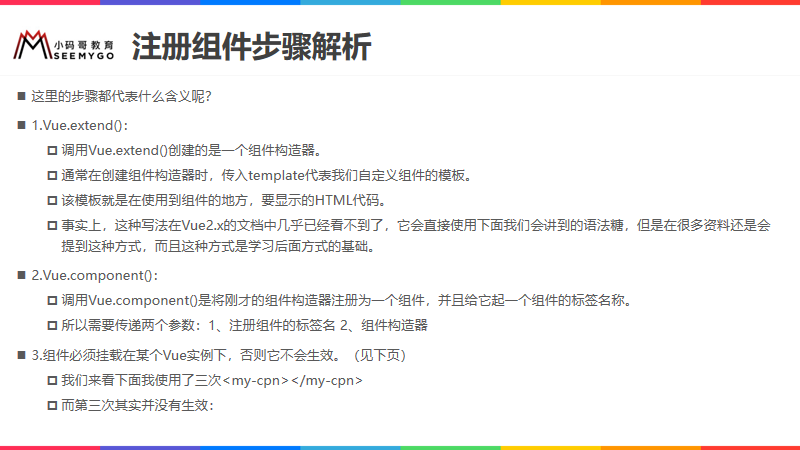 小码哥教育
SEEMYGO
注册组件步骤解析
这里的步骤都代表什么含义呢?
1.Vue.extend():
调用Vue.extend()创建的是一个组件构造器。
通常在创建组件构造器时，传入template代表我们自定义组件的模板。
该模板就是在使用到组件的地方，要显示的HTML代码。
事实上，这种写法在Vue2.x的文档中几乎已经看不到了，它会直接使用下面我们会讲到的语法糖，但是在很多资料还是会
提到这种方式，而且这种方式是学习后面方式的基础。
2.Vue.component():
调用Vue.component()是将刚才的组件构造器注册为一个组件，并且给它起一个组件的标签名称。
所以需要传递两个参数：1、注册组件的标签名 2、组件构造器
3.组件必须挂载在某个Vue实例下，否则它不会生效。（见下页）
我们来看下面我使用了三次<my-cpn></my-cpn>
而第三次其实并没有生效：